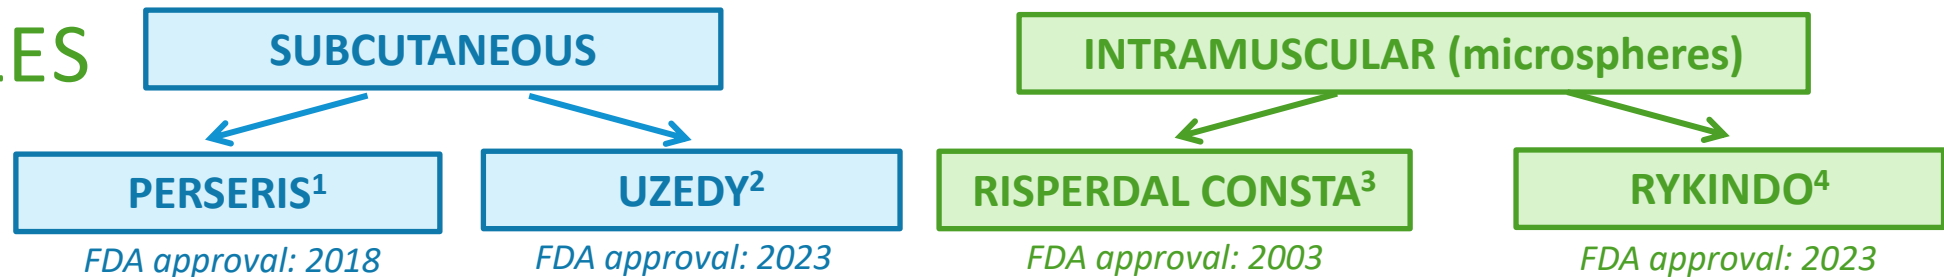 LES
SUBCUTANEOUS
INTRAMUSCULAR (microspheres)
PERSERIS¹
UZEDY²
RISPERDAL CONSTA³
RYKINDO⁴
FDA approval: 2018
FDA approval: 2023
FDA approval: 2003
FDA approval: 2023